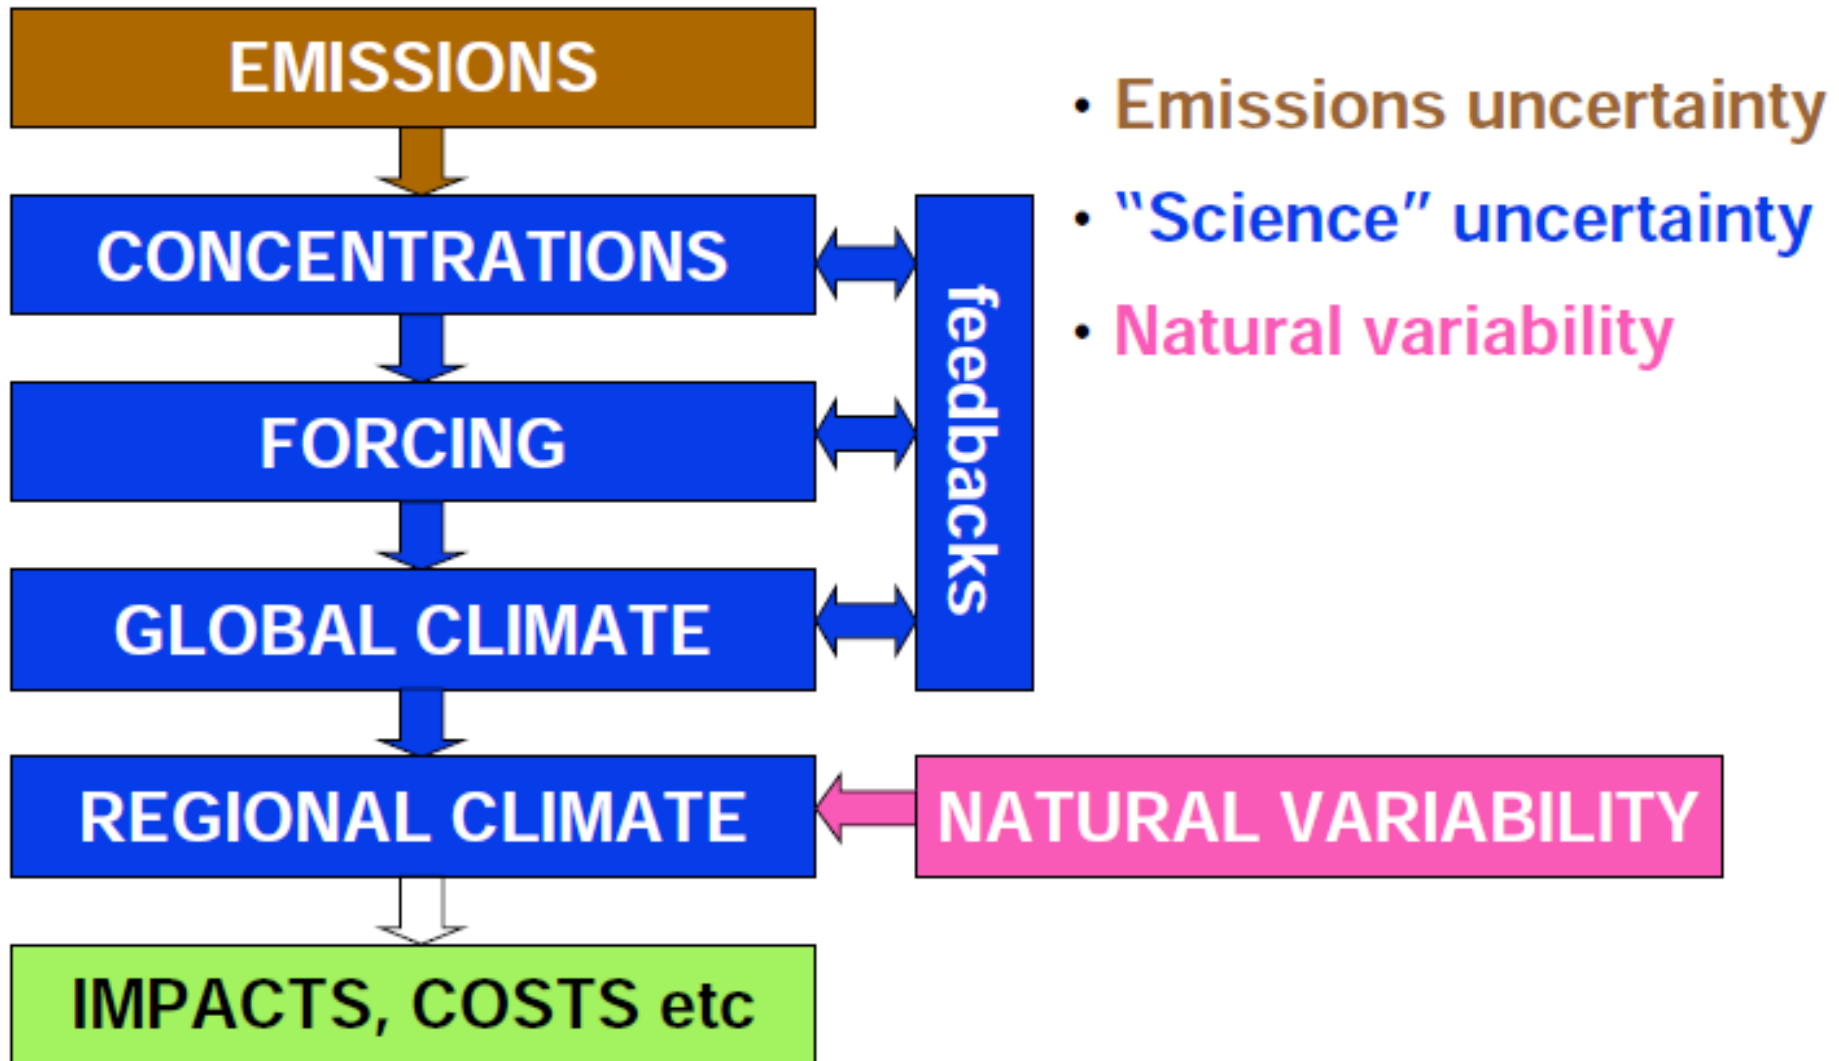 EMISSIONS
• Emissions uncertainty
CONCENTRATIONS
• “Science” uncertainty
feedbacks
• Natural variability
FORCING
GLOBAL CLIMATE
REGIONAL CLIMATE
NATURAL VARIABILITY
IMPACTS, COSTS etc